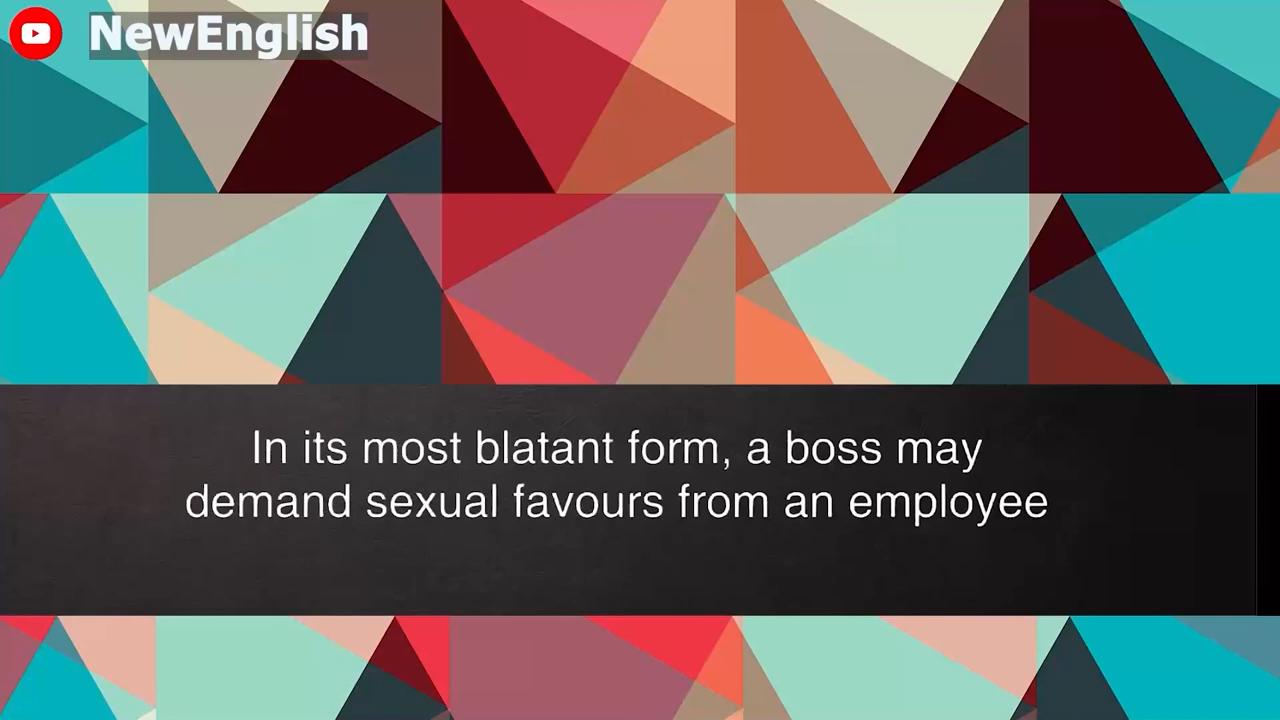 NewEnglish
In its most blatant form, a boss may
demand sexual favours from an employee